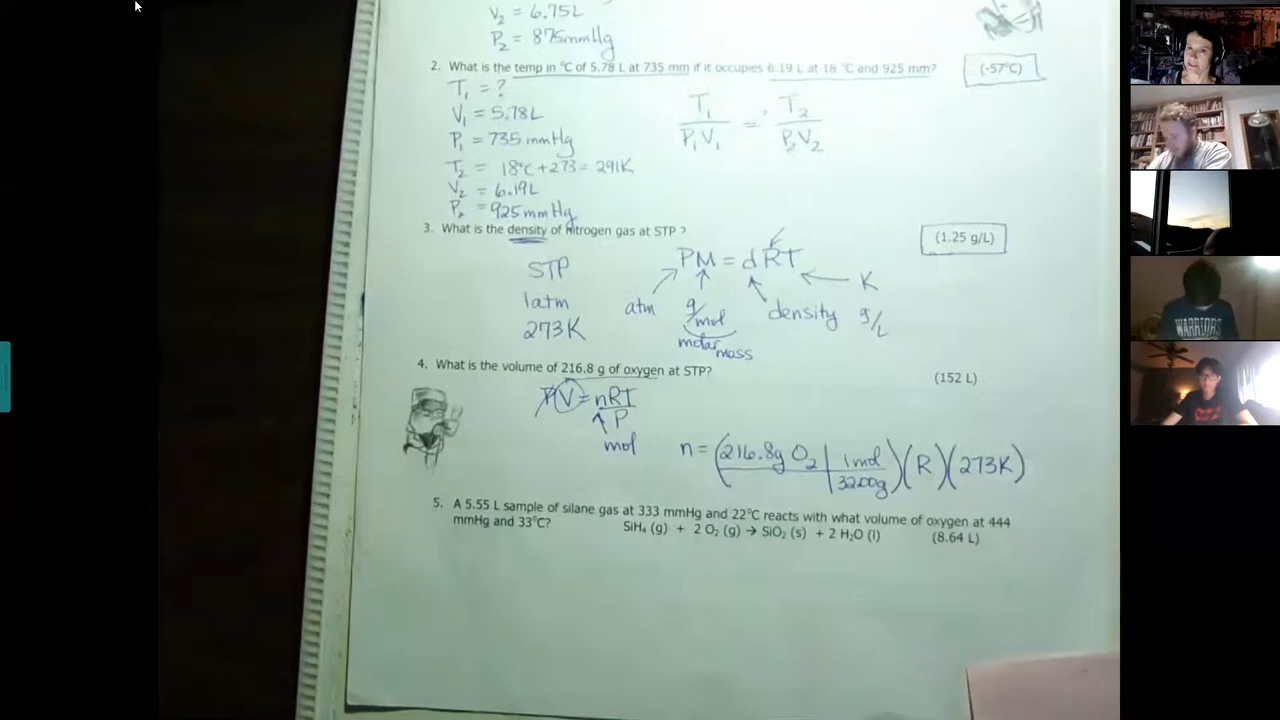 V₂ = 6.75L
P₂ = 875mmHg
2. What is the temp in °C of 5.78 L at 735 mm if it occupies 6.19 L at 18 °C and 925 mm?
(-57°C)
T₁ = ?
V₁ = 5.78L
P₁ = 735 mmHg
T₂ = 18°C+273 = 291K
V₂ = 6.19L
P₂ = 925 mmHg
T₁ = T₂
P₁V₁ P₂V₂
3. What is the density of nitrogen gas at STP ?
(1.25 g/L)
STP
1atm
273K
PM = dRT
atm
g/mol
molar mass
density g/L
K
4. What is the volume of 216.8 g of oxygen at STP?
(152 L)
PV = nRT
P
mol
n = (216.8g O₂ | 1mol
32.00g) (R) (273K)
5. A 5.55 L sample of silane gas at 333 mmHg and 22°C reacts with what volume of oxygen at 444
mmHg and 33°C? SiH₄ (g) + 2 O₂ (g) → SiO₂ (s) + 2 H₂O (l) (8.64 L)
WARRIORS